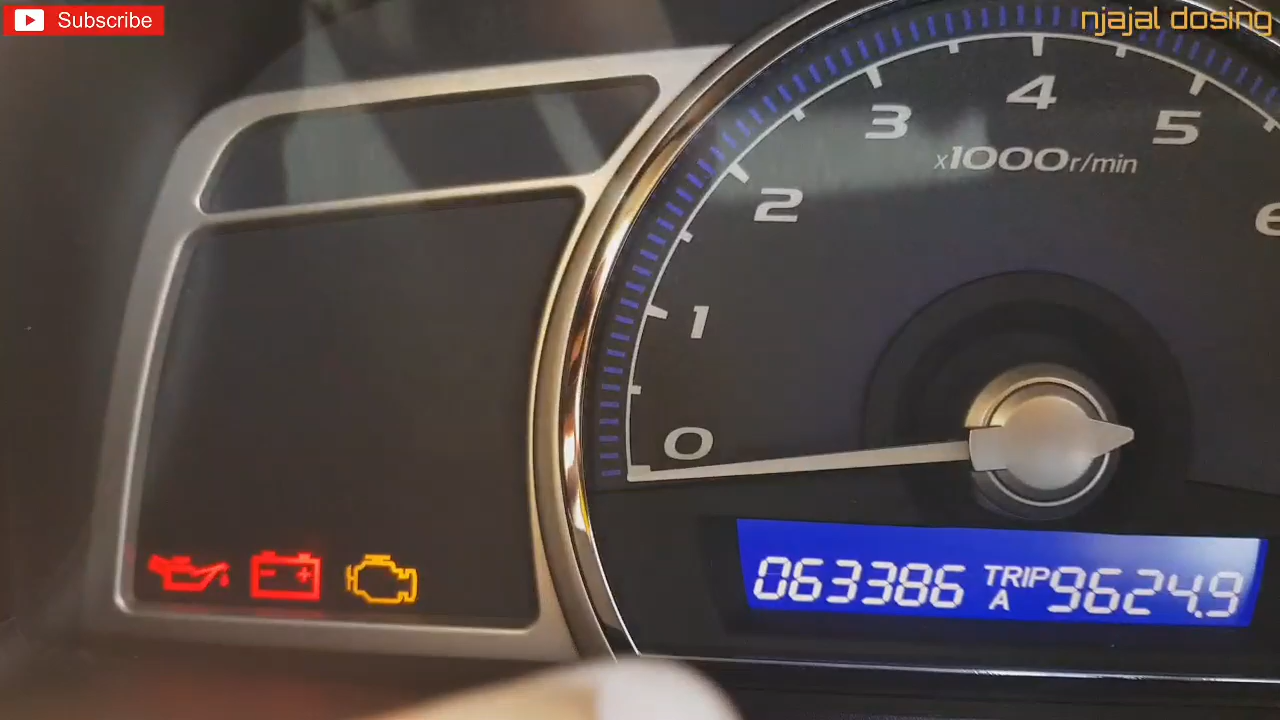 Subscribe
njajal dosing
0
1
2
3
4
5
6
x1000r/min
063386 TRIP A 9624.9